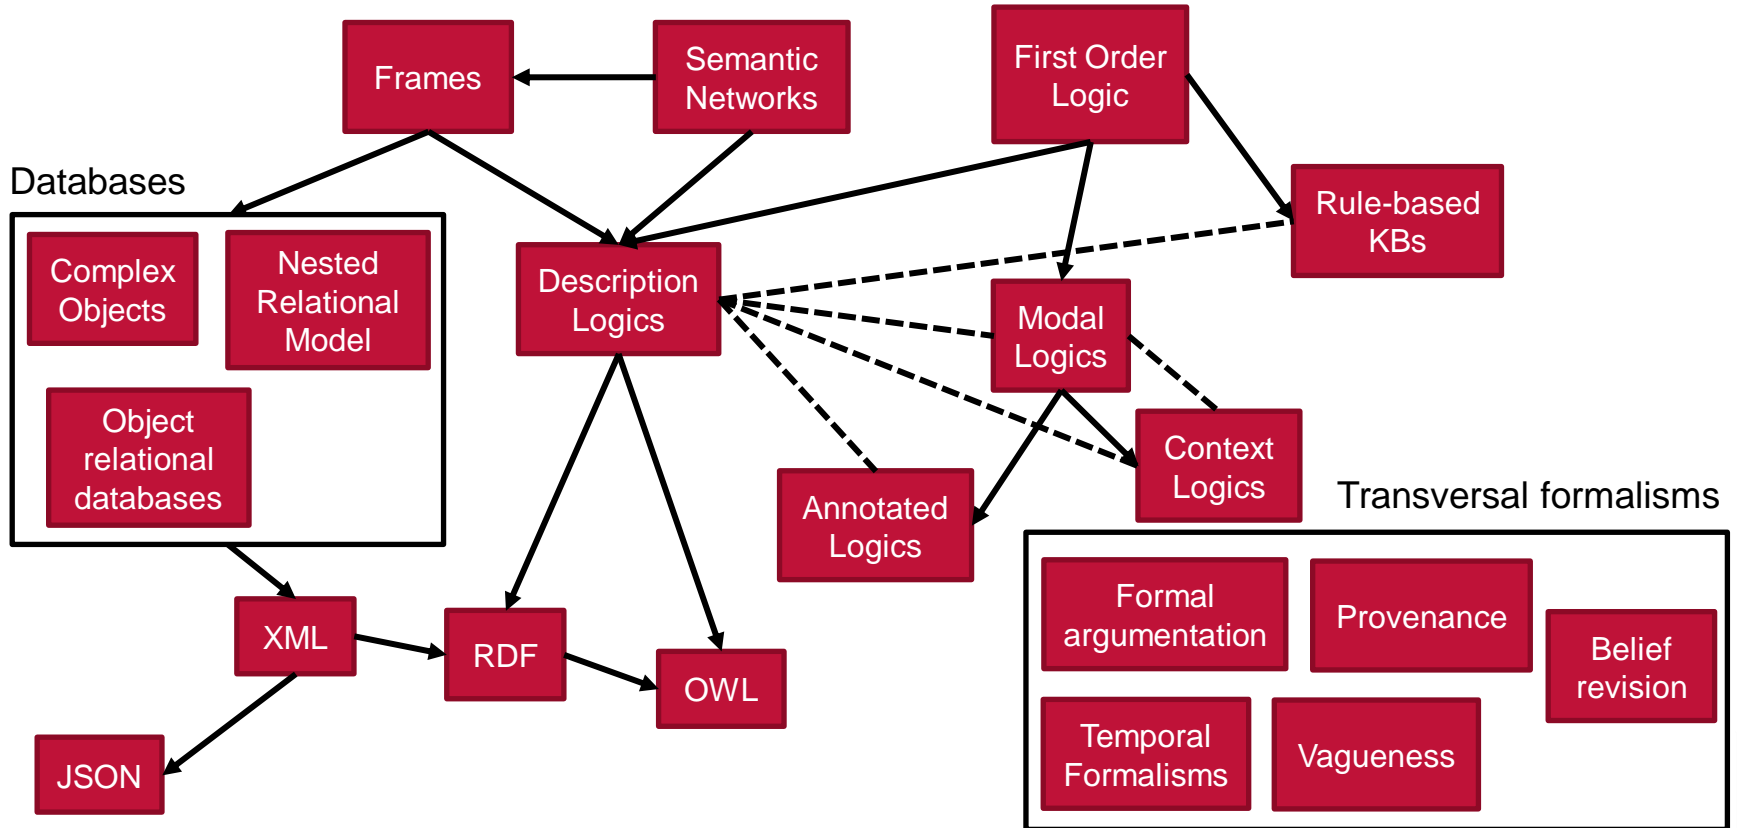 Frames
Semantic
Networks
First Order
Logic
Databases
Rule-based
KBs
Complex
Objects
Nested
Relational
Model
Description
Logics
Modal
Logics
Object
relational
databases
Context
Logics
Annotated
Logics
Transversal formalisms
XML
RDF
OWL
JSON
Formal
argumentation
Provenance
Belief
revision
Temporal
Formalisms
Vagueness